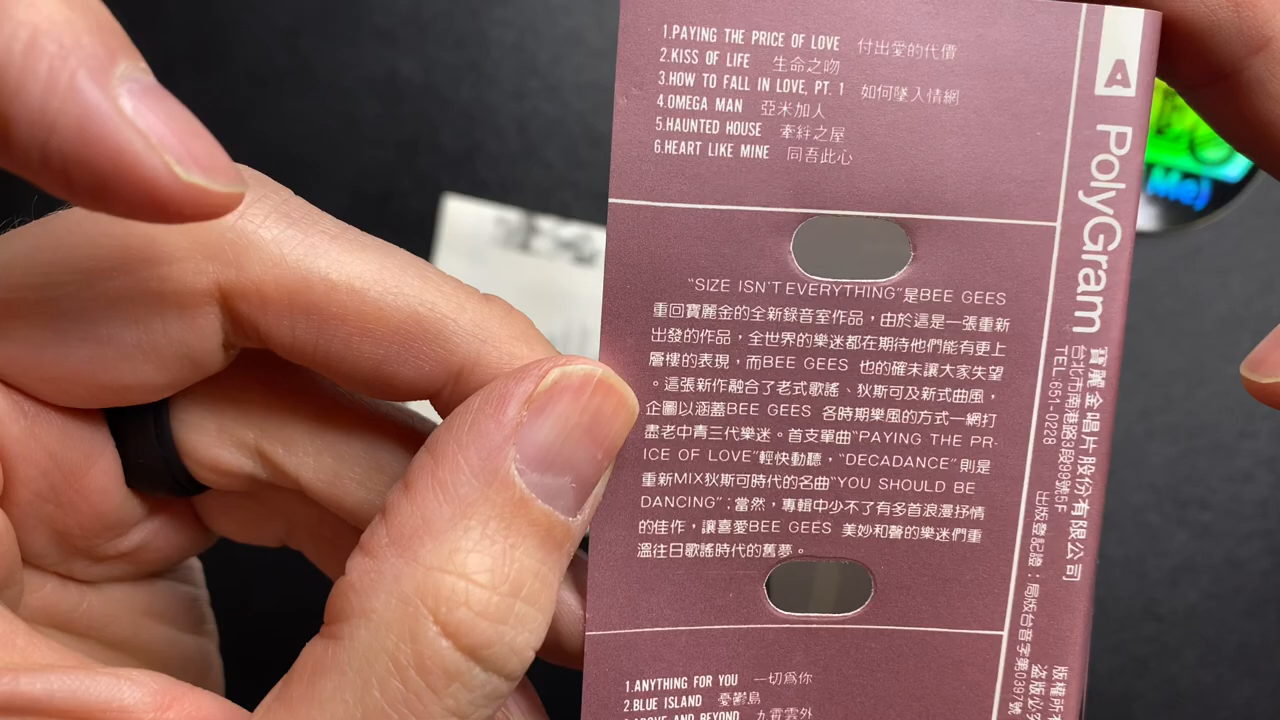 1.PAYING THE PRICE OF LOVE 付出愛的代價
2.KISS OF LIFE 生命之吻
3.HOW TO FALL IN LOVE, PT. 1 如何墜入情網
4.OMEGA MAN 亞米加人
5.HAUNTED HOUSE 牽絆之屋
6.HEART LIKE MINE 同吾此心
“SIZE ISN'T EVERYTHING”是BEE GEES
重回寶麗金的全新錄音室作品，由於這是一張重新
出發的作品，全世界的樂迷都在期待他們能有更上
層樓的表現，而BEE GEES 也的確未讓大家失望
。這張新作融合了老式歌謠、狄斯可及新式曲風，
企圖以涵蓋BEE GEES 各時期樂風的方式一網打
盡老中青三代樂迷。首支單曲“PAYING THE PR-
ICE OF LOVE”輕快動聽，“DECADANCE”則是
重新MIX狄斯可時代的名曲“YOU SHOULD BE
DANCING”；當然，專輯中少不了有多首浪漫抒情
的佳作，讓喜愛BEE GEES 美妙和聲的樂迷們重
溫往日歌謠時代的舊夢。
1.ANYTHING FOR YOU 一切為你
2.BLUE ISLAND 憂鬱島
ABOVE AND BEYOND 九霄雲外
A
PolyGram
寶麗金唱片股份有限公司
台北市南港路3段99號5F
TEL:651-0228
出版登記證：局版台音字第0397號
版權所
盜版必